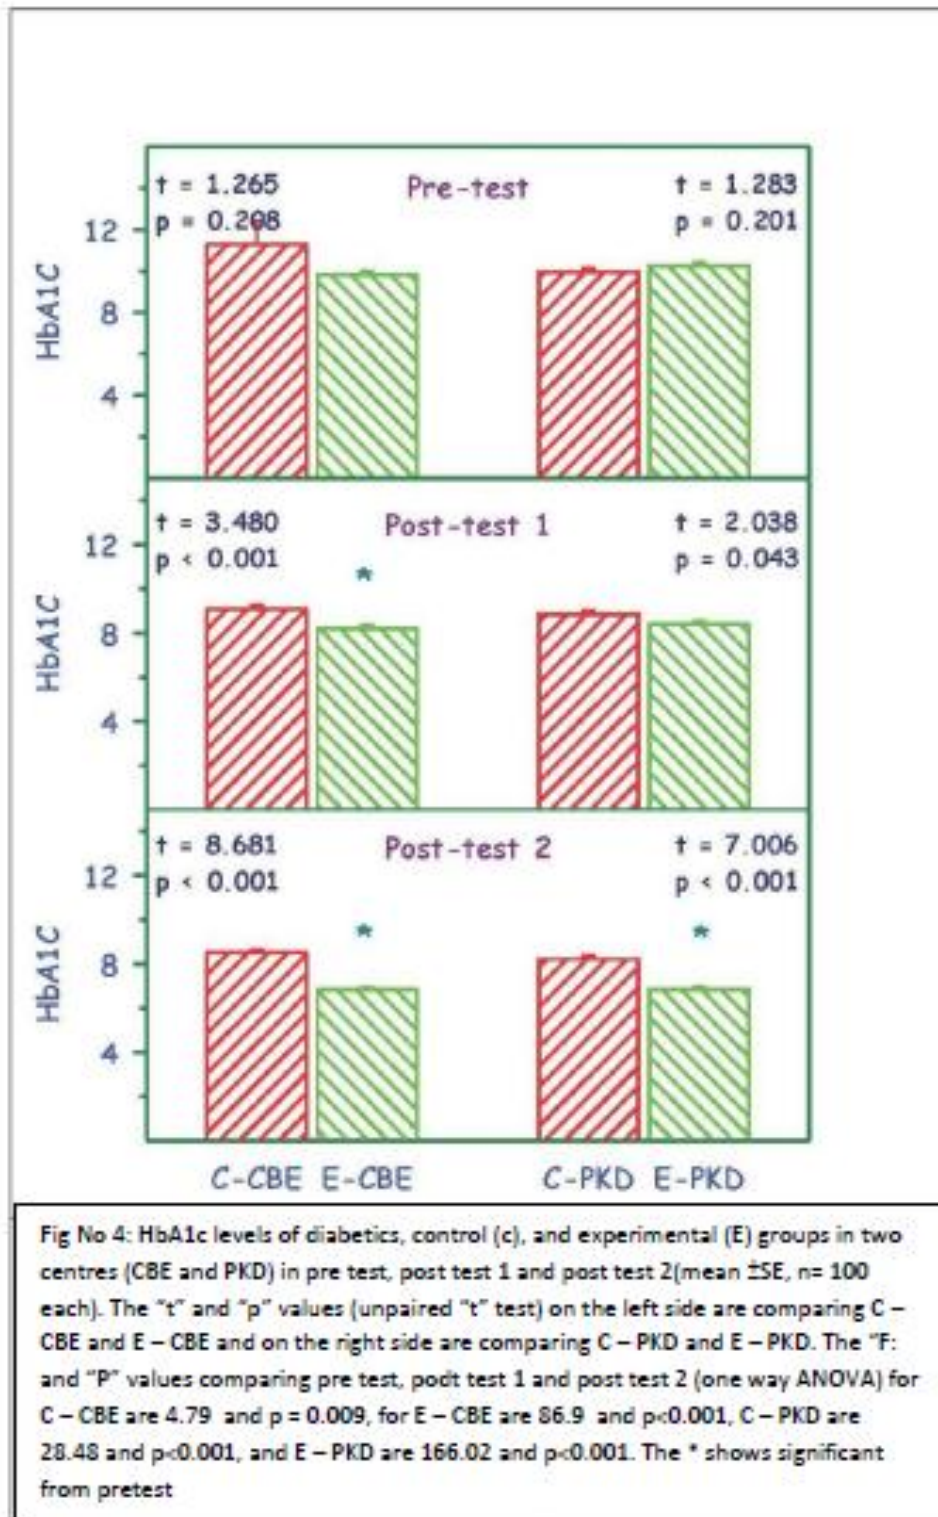 t = 1.265 Pre-test t = 1.283
p = 0.208 p = 0.201
12
8
4
HbA1C
t = 3.480 Post-test 1 t = 2.038
p < 0.001 p = 0.043
*
12
8
4
HbA1C
t = 8.681 Post-test 2 t = 7.006
p < 0.001 p < 0.001
* *
12
8
4
HbA1C
C-CBE E-CBE C-PKD E-PKD
Fig No 4: HbA1c levels of diabetics, control (c), and experimental (E) groups in two
centres (CBE and PKD) in pre test, post test 1 and post test 2(mean ±SE, n= 100
each). The "t" and "p" values (unpaired "t" test) on the left side are comparing C –
CBE and E – CBE and on the right side are comparing C – PKD and E – PKD. The "F:
and "P" values comparing pre test, podt test 1 and post test 2 (one way ANOVA) for
C – CBE are 4.79 and p = 0.009, for E – CBE are 86.9 and p<0.001, C – PKD are
28.48 and p<0.001, and E – PKD are 166.02 and p<0.001. The * shows significant
from pretest